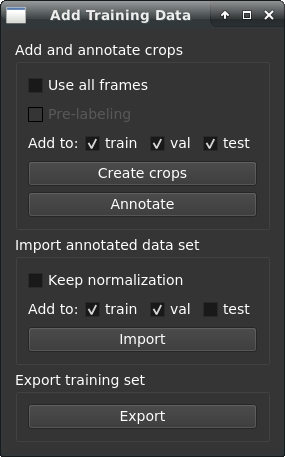 Add Training Data
Add and annotate crops
Use all frames
Pre-labeling
Add to: train val test
Create crops
Annotate
Import annotated data set
Keep normalization
Add to: train val test
Import
Export training set
Export